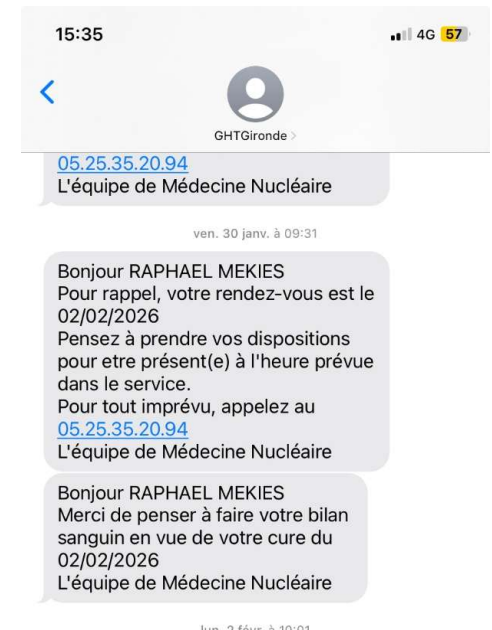 15:35
4G 57
GHTGironde
05.25.35.20.94
L'équipe de Médecine Nucléaire
ven. 30 janv. à 09:31
Bonjour RAPHAEL MEKIES
Pour rappel, votre rendez-vous est le
02/02/2026
Pensez à prendre vos dispositions
pour etre présent(e) à l'heure prévue
dans le service.
Pour tout imprévu, appelez au
05.25.35.20.94
L'équipe de Médecine Nucléaire
Bonjour RAPHAEL MEKIES
Merci de penser à faire votre bilan
sanguin en vue de votre cure du
02/02/2026
L'équipe de Médecine Nucléaire